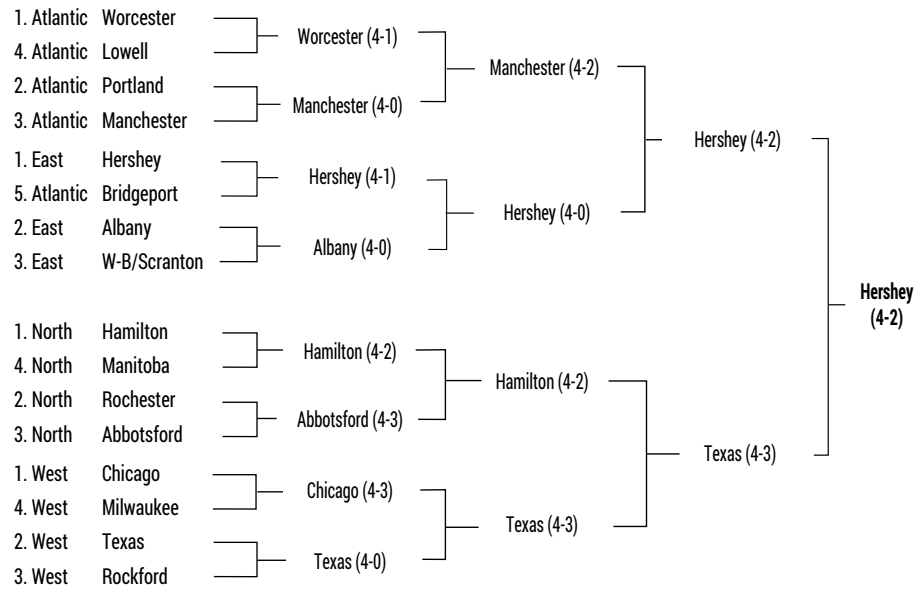 1. Atlantic Worcester
4. Atlantic Lowell
2. Atlantic Portland
3. Atlantic Manchester
1. East Hershey
5. Atlantic Bridgeport
2. East Albany
3. East W-B/Scranton
1. North Hamilton
4. North Manitoba
2. North Rochester
3. North Abbotsford
1. West Chicago
4. West Milwaukee
2. West Texas
3. West Rockford
Worcester (4-1)
Manchester (4-0)
Hershey (4-1)
Albany (4-0)
Hamilton (4-2)
Abbotsford (4-3)
Chicago (4-3)
Texas (4-0)
Manchester (4-2)
Hershey (4-0)
Hamilton (4-2)
Texas (4-3)
Hershey (4-2)
Texas (4-3)
Hershey
(4-2)